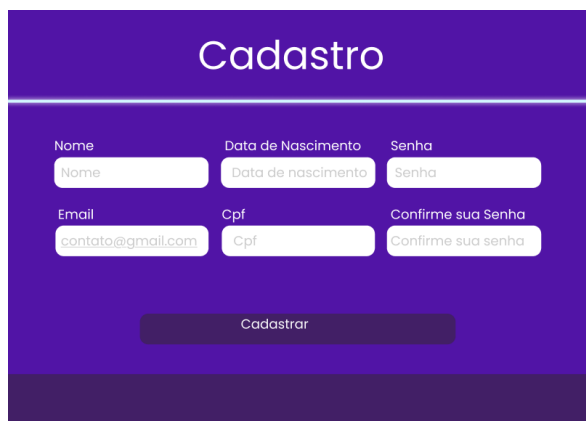 Cadastro
Nome Data de Nascimento Senha
Nome Data de nascimento Senha
Email Cpf Confirme sua Senha
contato@gmail.com Cpf Confirme sua senha
Cadastrar